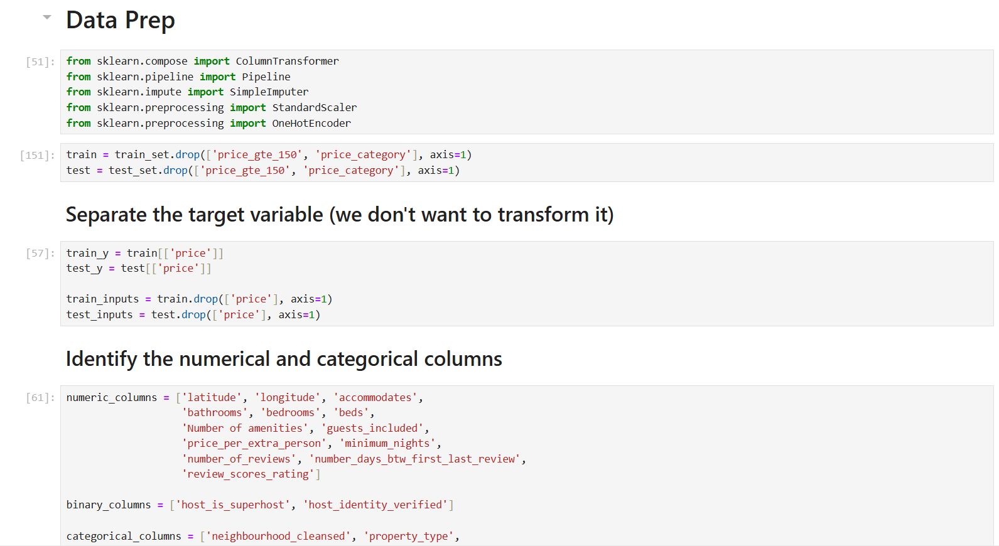 Data Prep
[51]:
from sklearn.compose import ColumnTransformer
from sklearn.pipeline import Pipeline
from sklearn.impute import SimpleImputer
from sklearn.preprocessing import StandardScaler
from sklearn.preprocessing import OneHotEncoder
[151]:
train = train_set.drop(['price_gte_150', 'price_category'], axis=1)
test = test_set.drop(['price_gte_150', 'price_category'], axis=1)
Separate the target variable (we don't want to transform it)
[57]:
train_y = train[['price']]
test_y = test[['price']]
train_inputs = train.drop(['price'], axis=1)
test_inputs = test.drop(['price'], axis=1)
Identify the numerical and categorical columns
[61]:
numeric_columns = ['latitude', 'longitude', 'accommodates',
'bathrooms', 'bedrooms', 'beds',
'Number of amenities', 'guests_included',
'price_per_extra_person', 'minimum_nights',
'number_of_reviews', 'number_days_btw_first_last_review',
'review_scores_rating']
binary_columns = ['host_is_superhost', 'host_identity_verified']
categorical_columns = ['neighbourhood_cleansed', 'property_type',